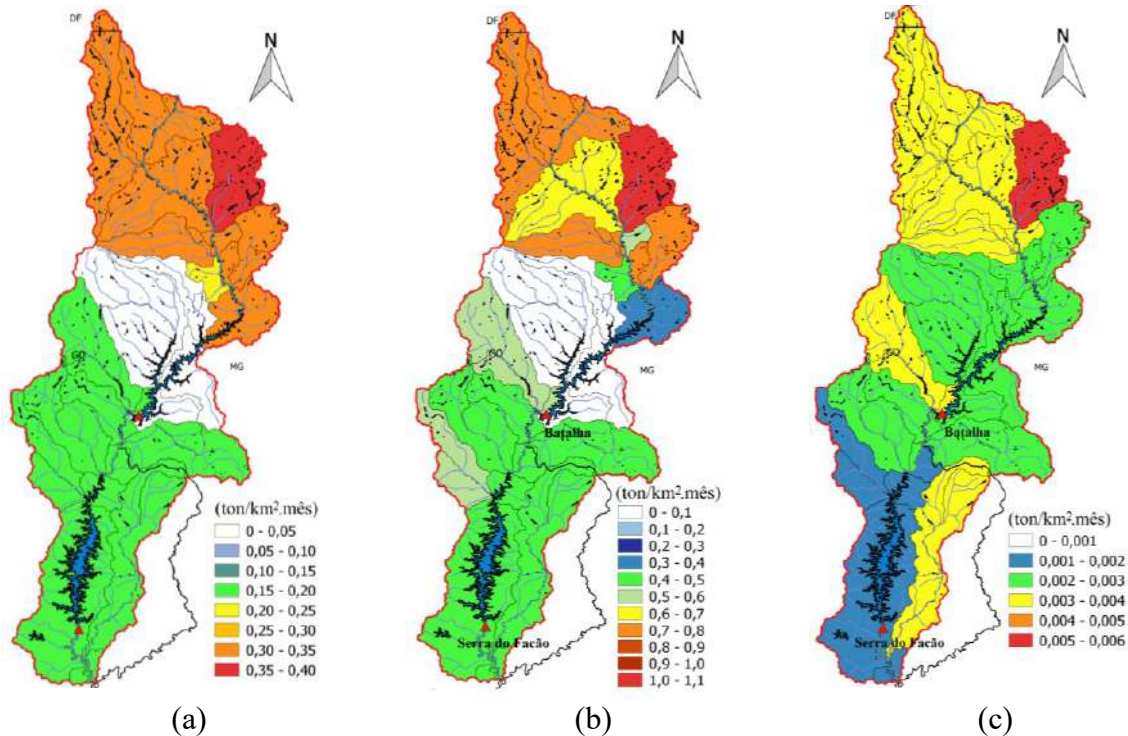 DF
N
GO
MG
(ton/km².mês)
0 - 0,05
0,05 - 0,10
0,10 - 0,15
0,15 - 0,20
0,20 - 0,25
0,25 - 0,30
0,30 - 0,35
0,35 - 0,40
(a)
DF
N
GO
MG
Batalha
Serra do Facão
(ton/km².mês)
0 - 0,1
0,1 - 0,2
0,2 - 0,3
0,3 - 0,4
0,4 - 0,5
0,5 - 0,6
0,6 - 0,7
0,7 - 0,8
0,8 - 0,9
0,9 - 1,0
1,0 - 1,1
(b)
DF
N
GO
MG
Batalha
Serra do Facão
(ton/km².mês)
0 - 0,001
0,001 - 0,002
0,002 - 0,003
0,003 - 0,004
0,004 - 0,005
0,005 - 0,006
(c)